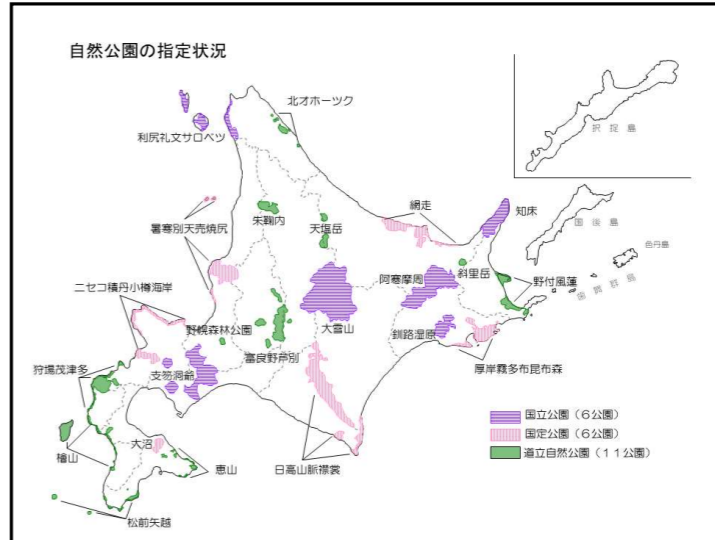 自然公園の指定状況
北オホーツク
利尻礼文サロベツ
択捉島
国後島
色丹島
歯舞群島
網走
知床
朱鞠内
天塩岳
暑寒別天売焼尻
阿寒摩周
斜里岳
野付風蓮
ニセコ積丹小樽海岸
野幌森林公園
大雪山
釧路湿原
富良野芦別
厚岸霧多布昆布森
狩場茂津多
支笏洞爺
大沼
檜山
恵山
日高山脈襟裳
松前矢越
国立公園(6公園)
国定公園(6公園)
道立自然公園(11公園)